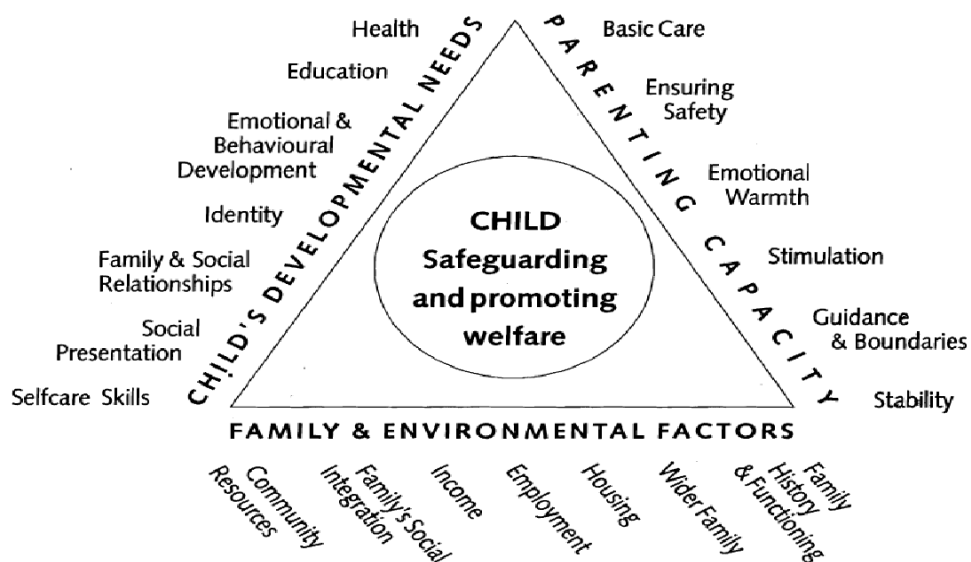 Health
Education
Emotional &
Behavioural
Development
Identity
Family & Social
Relationships
Social
Presentation
Selfcare Skills
CHILD'S DEVELOPMENTAL NEEDS
PARENTING CAPACITY
Basic Care
Ensuring
Safety
Emotional
Warmth
Stimulation
Guidance
& Boundaries
Stability
CHILD
Safeguarding
and promoting
welfare
FAMILY & ENVIRONMENTAL FACTORS
Community
Resources
Family's Social
Integration
Income
Employment
Housing
Wider Family
Family
History
& Functioning